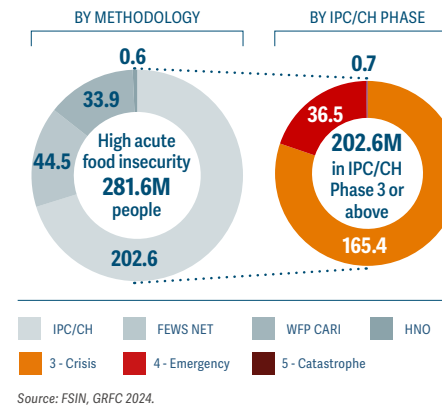 BY METHODOLOGY
BY IPC/CH PHASE
0.6
33.9
44.5
High acute
food insecurity
281.6M
people
202.6
0.7
36.5
202.6M
in IPC/CH
Phase 3 or
above
165.4
IPC/CH
FEWS NET
WFP CARI
HNO
3 - Crisis
4 - Emergency
5 - Catastrophe
Source: FSIN, GRFC 2024.